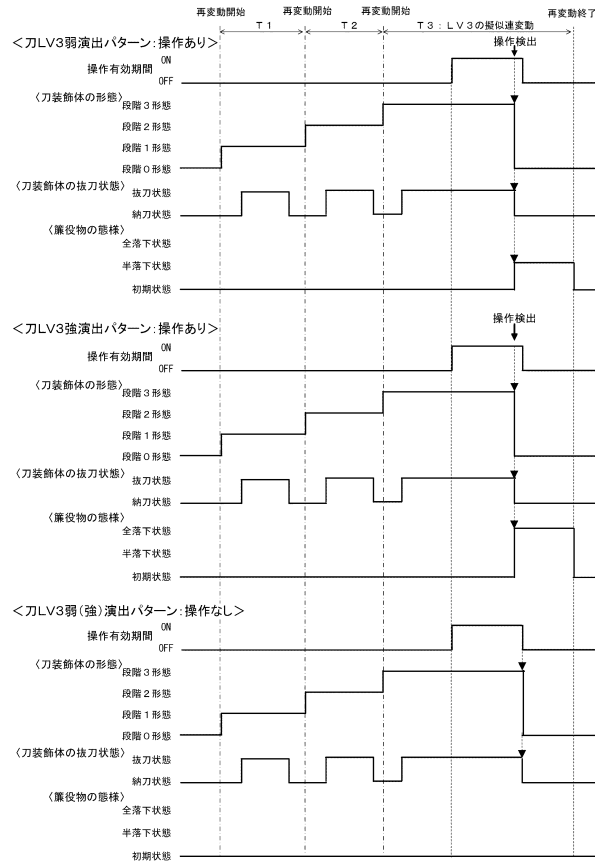 再変動開始 再変動開始 再変動開始 再変動終了
T1 T2 T3：LV3の擬似連変動
＜刀LV3弱演出パターン：操作あり＞
操作検出
操作有効期間 ON
OFF
〈刀装飾体の形態〉
段階3形態
段階2形態
段階1形態
段階0形態
〈刀装飾体の抜刀状態〉
抜刀状態
納刀状態
〈簾役物の態様〉
全落下状態
半落下状態
初期状態
＜刀LV3強演出パターン：操作あり＞
操作検出
操作有効期間 ON
OFF
〈刀装飾体の形態〉
段階3形態
段階2形態
段階1形態
段階0形態
〈刀装飾体の抜刀状態〉
抜刀状態
納刀状態
〈簾役物の態様〉
全落下状態
半落下状態
初期状態
＜刀LV3弱(強)演出パターン：操作なし＞
操作有効期間 ON
OFF
〈刀装飾体の形態〉
段階3形態
段階2形態
段階1形態
段階0形態
〈刀装飾体の抜刀状態〉
抜刀状態
納刀状態
〈簾役物の態様〉
全落下状態
半落下状態
初期状態